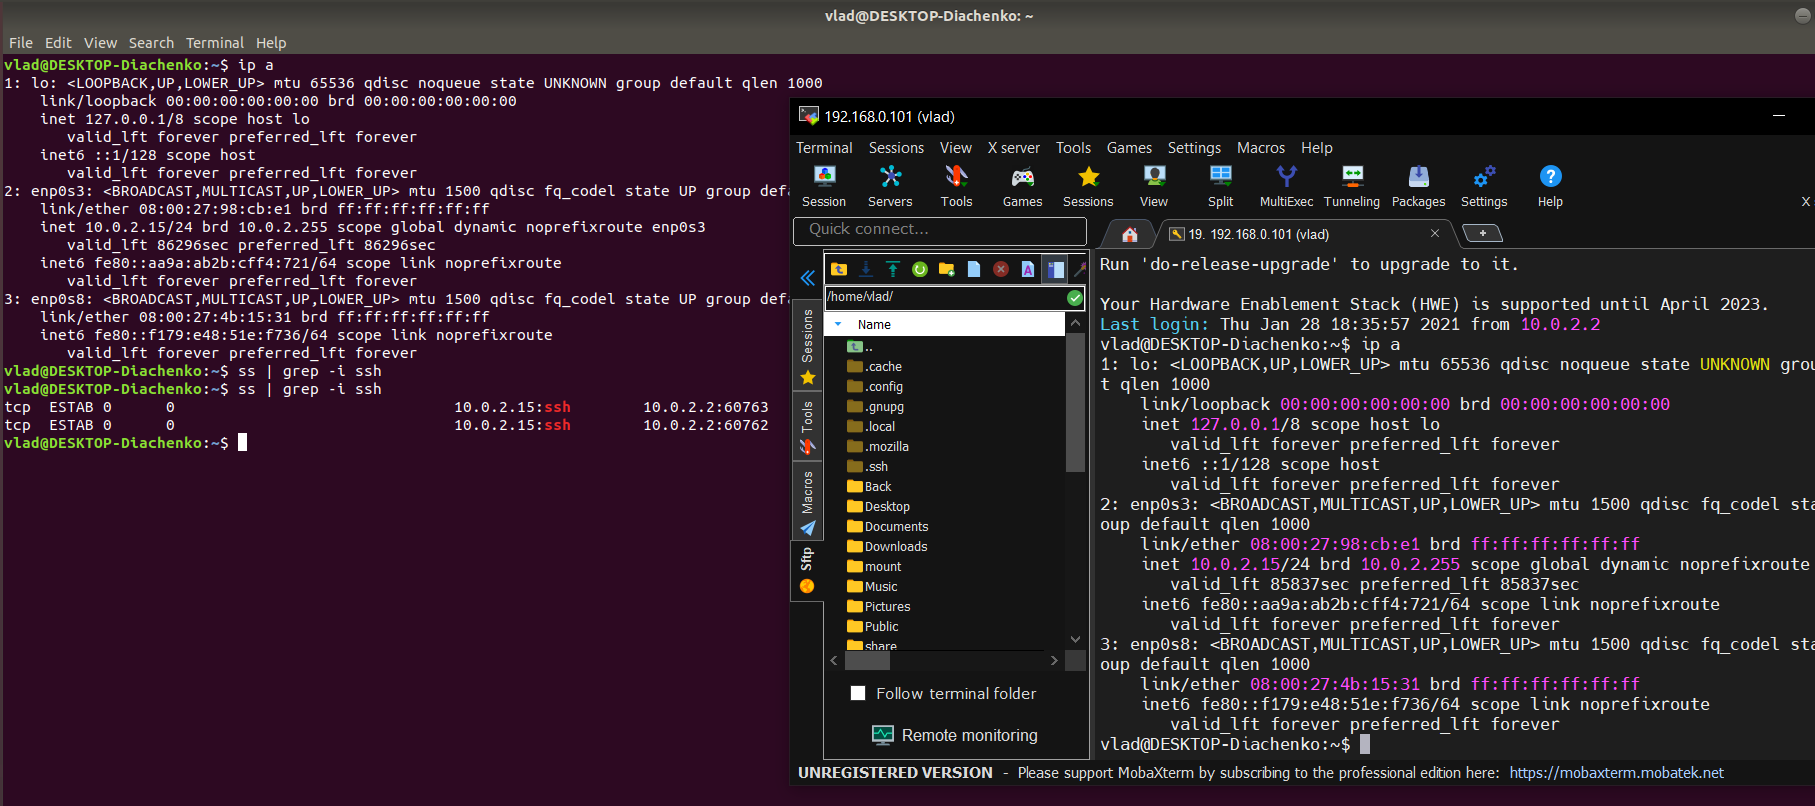 vlad@DESKTOP-Diachenko: ~
File Edit View Search Terminal Help
vlad@DESKTOP-Diachenko:~$ ip a
1: lo: <LOOPBACK,UP,LOWER_UP> mtu 65536 qdisc noqueue state UNKNOWN group default qlen 1000
    link/loopback 00:00:00:00:00:00 brd 00:00:00:00:00:00
    inet 127.0.0.1/8 scope host lo
       valid_lft forever preferred_lft forever
    inet6 ::1/128 scope host
       valid_lft forever preferred_lft forever
2: enp0s3: <BROADCAST,MULTICAST,UP,LOWER_UP> mtu 1500 qdisc fq_codel state UP group defa
    link/ether 08:00:27:98:cb:e1 brd ff:ff:ff:ff:ff:ff
    inet 10.0.2.15/24 brd 10.0.2.255 scope global dynamic noprefixroute enp0s3
       valid_lft 86296sec preferred_lft 86296sec
    inet6 fe80::aa9a:ab2b:cff4:721/64 scope link noprefixroute
       valid_lft forever preferred_lft forever
3: enp0s8: <BROADCAST,MULTICAST,UP,LOWER_UP> mtu 1500 qdisc fq_codel state UP group defa
    link/ether 08:00:27:4b:15:31 brd ff:ff:ff:ff:ff:ff
    inet6 fe80::f179:e48:51e:f736/64 scope link noprefixroute
       valid_lft forever preferred_lft forever
vlad@DESKTOP-Diachenko:~$ ss | grep -i ssh
vlad@DESKTOP-Diachenko:~$ ss | grep -i ssh
tcp  ESTAB 0      0                               10.0.2.15:ssh        10.0.2.2:60763
tcp  ESTAB 0      0                               10.0.2.15:ssh        10.0.2.2:60762
vlad@DESKTOP-Diachenko:~$
192.168.0.101 (vlad)
Terminal Sessions View X server Tools Games Settings Macros Help
Session Servers Tools Games Sessions View Split MultiExec Tunneling Packages Settings Help X
Quick connect...
19. 192.168.0.101 (vlad)
Sessions
Tools
Macros
Sftp
/home/vlad/
Name
..
.cache
.config
.gnupg
.local
.mozilla
.ssh
Back
Desktop
Documents
Downloads
mount
Music
Pictures
Public
share
Follow terminal folder
Remote monitoring
Run 'do-release-upgrade' to upgrade to it.
Your Hardware Enablement Stack (HWE) is supported until April 2023.
Last login: Thu Jan 28 18:35:57 2021 from 10.0.2.2
vlad@DESKTOP-Diachenko:~$ ip a
1: lo: <LOOPBACK,UP,LOWER_UP> mtu 65536 qdisc noqueue state UNKNOWN grou
t qlen 1000
    link/loopback 00:00:00:00:00:00 brd 00:00:00:00:00:00
    inet 127.0.0.1/8 scope host lo
       valid_lft forever preferred_lft forever
    inet6 ::1/128 scope host
       valid_lft forever preferred_lft forever
2: enp0s3: <BROADCAST,MULTICAST,UP,LOWER_UP> mtu 1500 qdisc fq_codel sta
oup default qlen 1000
    link/ether 08:00:27:98:cb:e1 brd ff:ff:ff:ff:ff:ff
    inet 10.0.2.15/24 brd 10.0.2.255 scope global dynamic noprefixroute
       valid_lft 85837sec preferred_lft 85837sec
    inet6 fe80::aa9a:ab2b:cff4:721/64 scope link noprefixroute
       valid_lft forever preferred_lft forever
3: enp0s8: <BROADCAST,MULTICAST,UP,LOWER_UP> mtu 1500 qdisc fq_codel sta
oup default qlen 1000
    link/ether 08:00:27:4b:15:31 brd ff:ff:ff:ff:ff:ff
    inet6 fe80::f179:e48:51e:f736/64 scope link noprefixroute
       valid_lft forever preferred_lft forever
vlad@DESKTOP-Diachenko:~$
UNREGISTERED VERSION - Please support MobaXterm by subscribing to the professional edition here: https://mobaxterm.mobatek.net